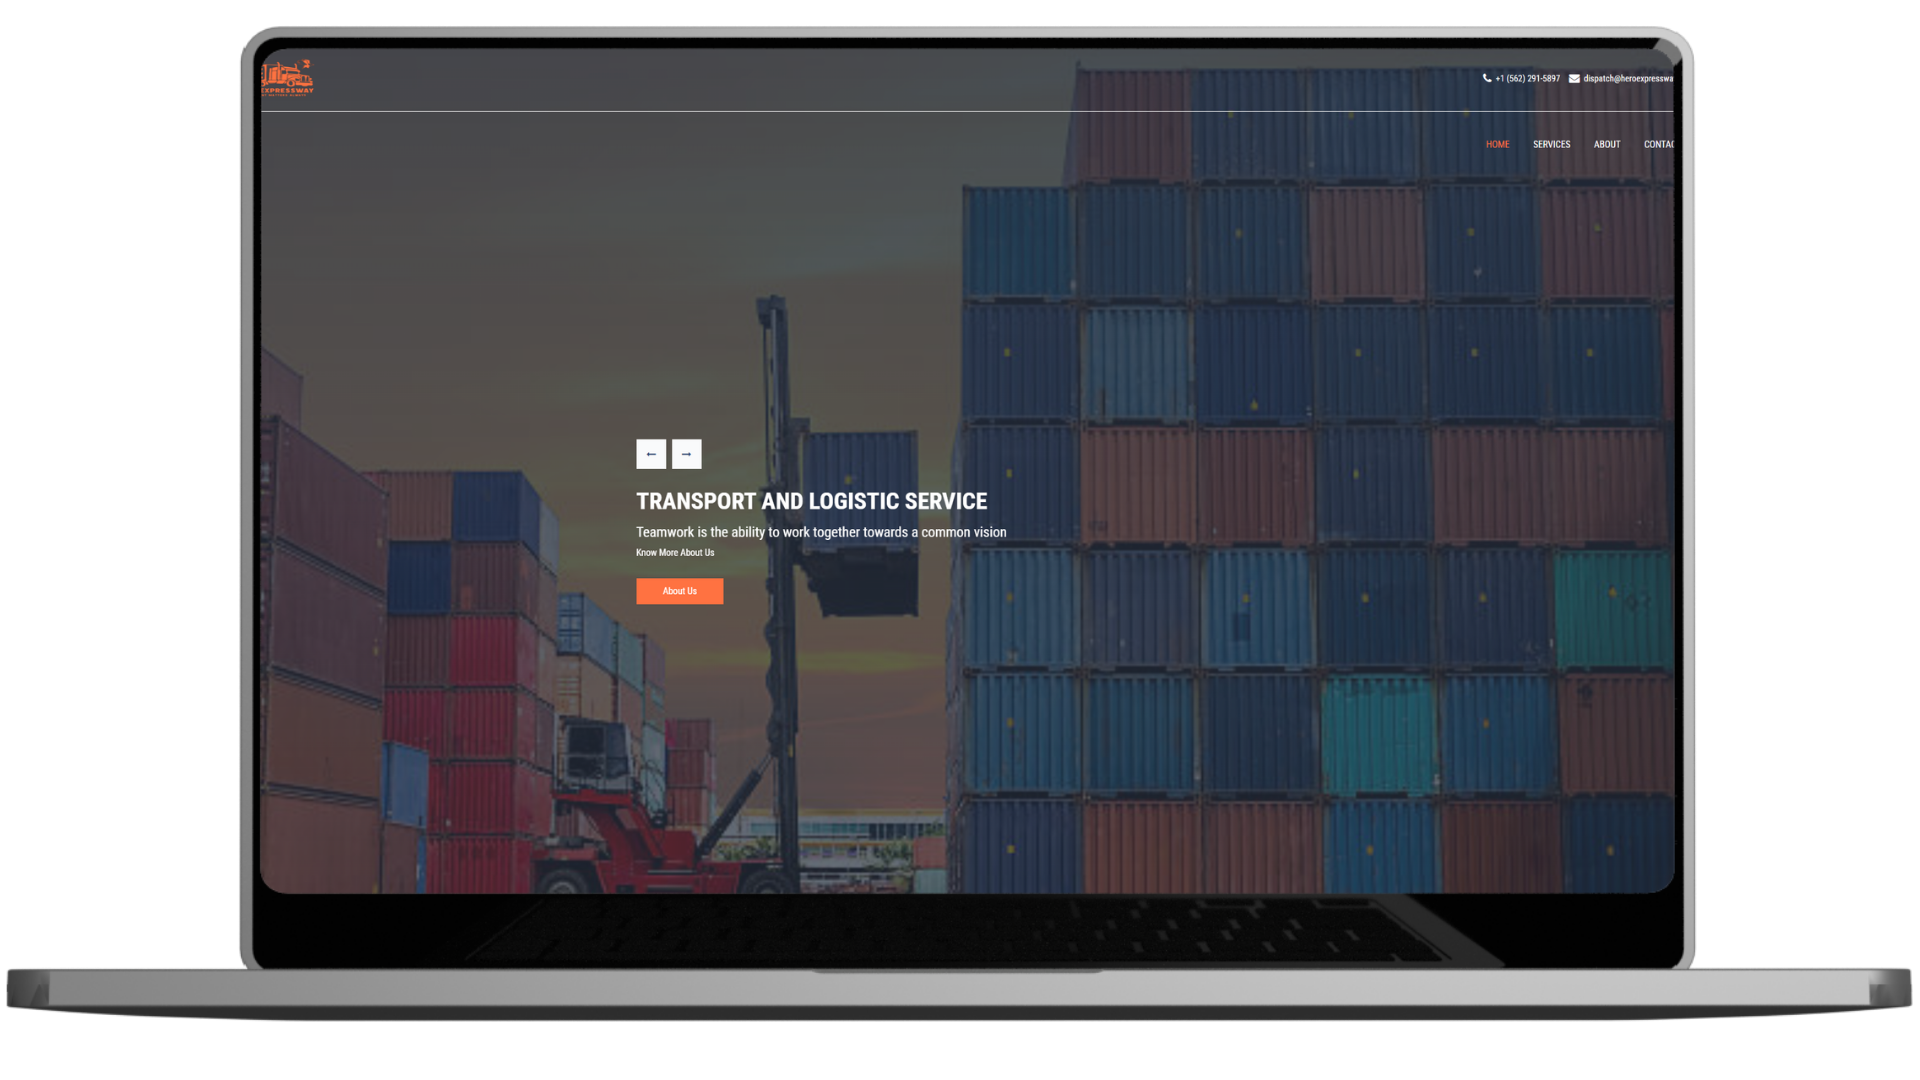 EXPRESSWAY
+1 (562) 291-5897 dispatch@heroexpresswa
HOME SERVICES ABOUT CONTAC
TRANSPORT AND LOGISTIC SERVICE
Teamwork is the ability to work together towards a common vision
Know More About Us
About Us